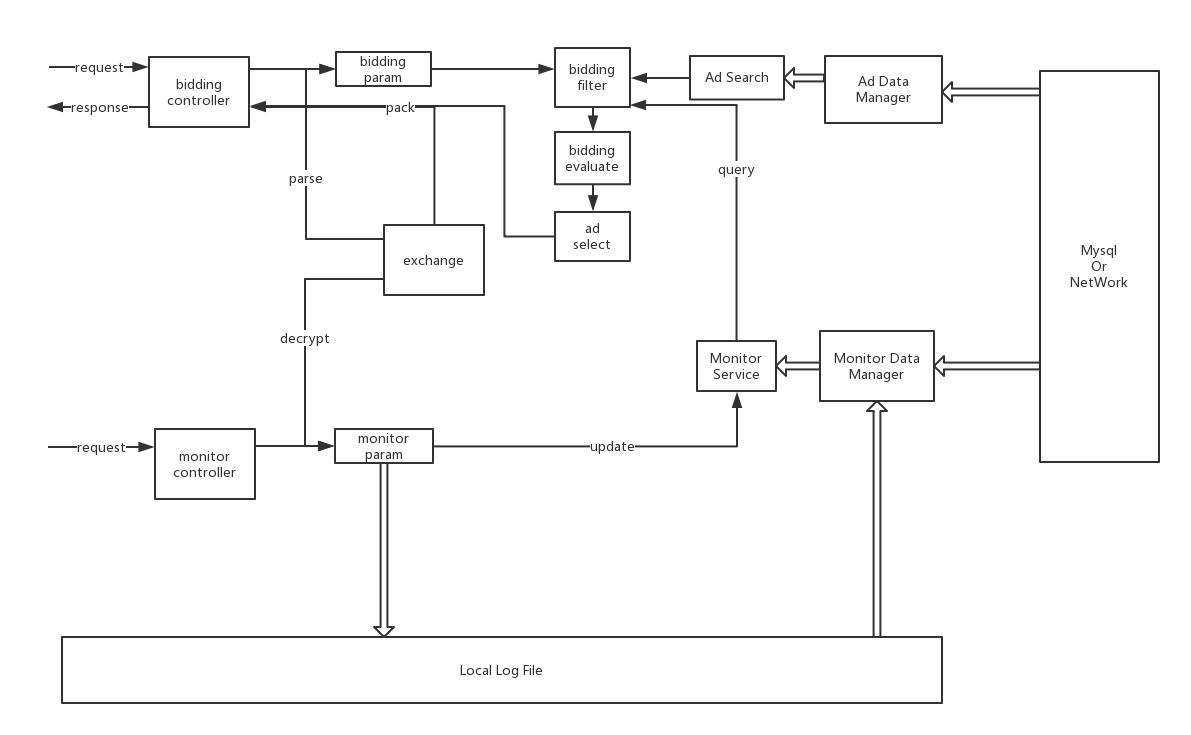 request
response
bidding
controller
bidding
param
pack
parse
bidding
filter
bidding
evaluate
ad
select
Ad Search
Ad Data
Manager
query
exchange
Mysql
Or
NetWork
decrypt
Monitor
Service
Monitor Data
Manager
request
monitor
controller
monitor
param
update
Local Log File